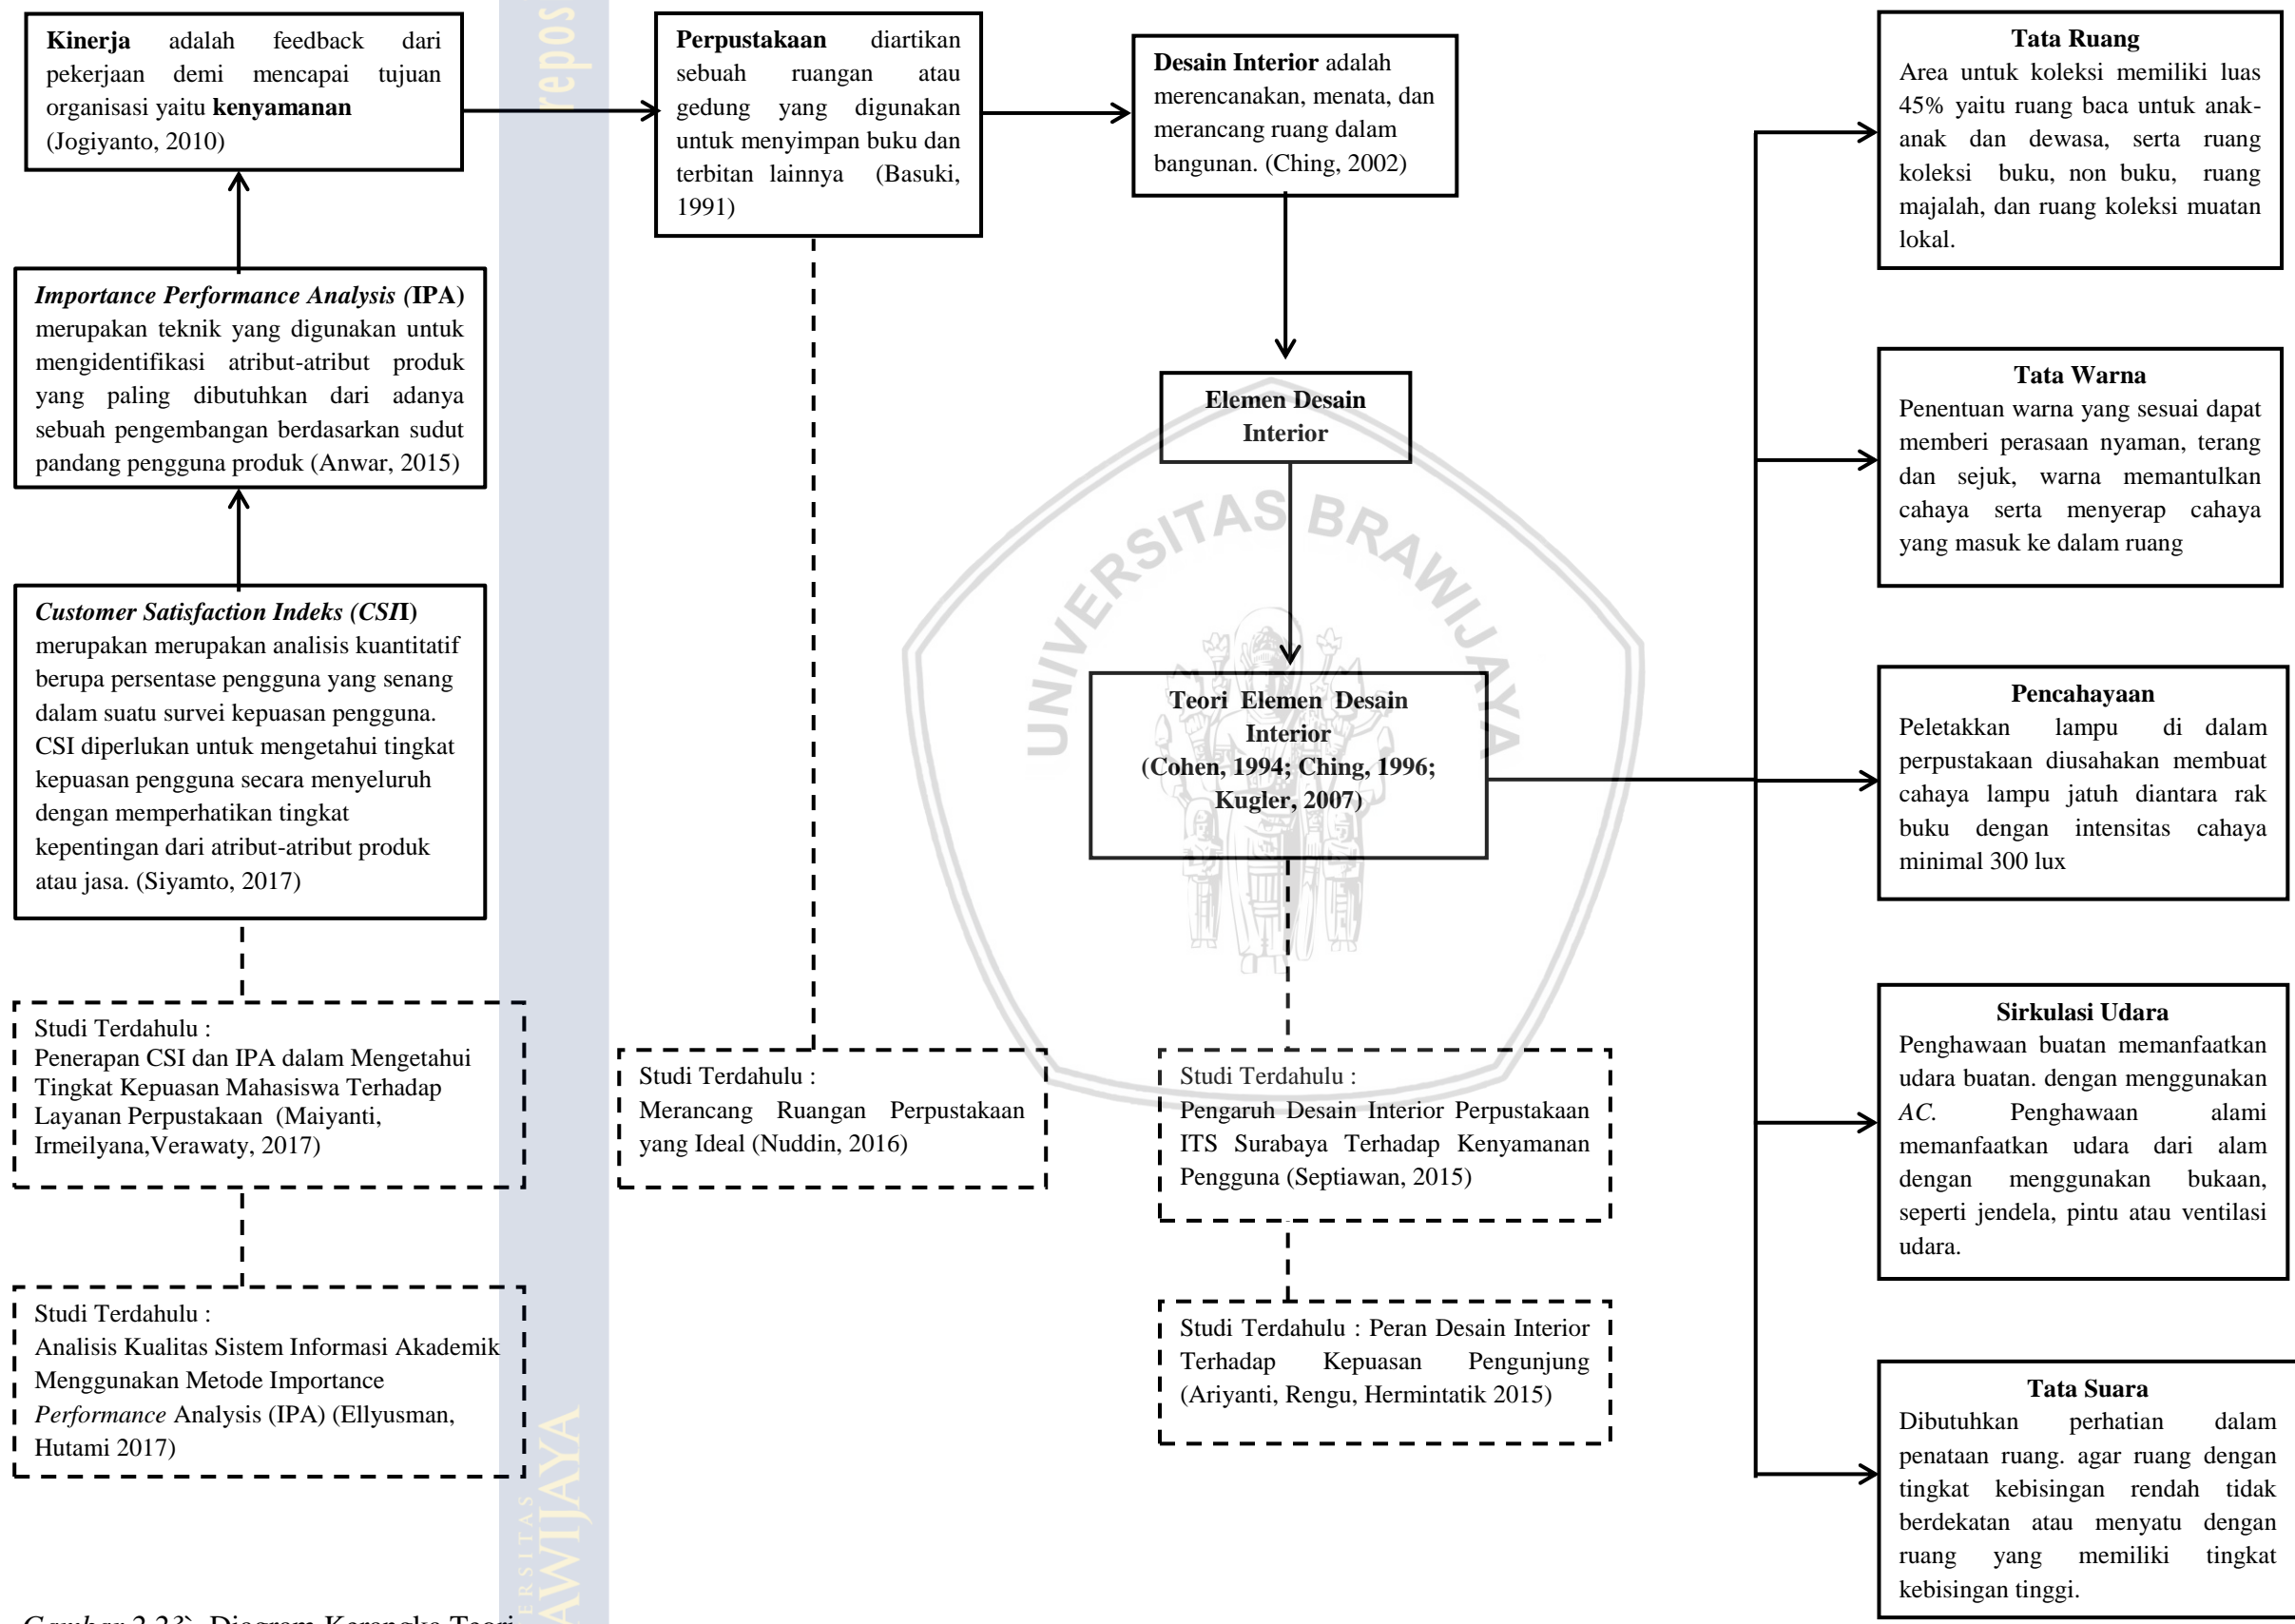 Kinerja adalah feedback dari
pekerjaan demi mencapai tujuan
organisasi yaitu kenyamanan
(Jogiyanto, 2010)
Importance Performance Analysis (IPA)
merupakan teknik yang digunakan untuk
mengidentifikasi atribut-atribut produk
yang paling dibutuhkan dari adanya
sebuah pengembangan berdasarkan sudut
pandang pengguna produk (Anwar, 2015)
Customer Satisfaction Indeks (CSII)
merupakan merupakan analisis kuantitatif
berupa persentase pengguna yang senang
dalam suatu survei kepuasan pengguna.
CSI diperlukan untuk mengetahui tingkat
kepuasan pengguna secara menyeluruh
dengan memperhatikan tingkat
kepentingan dari atribut-atribut produk
atau jasa. (Siyamto, 2017)
Studi Terdahulu :
Penerapan CSI dan IPA dalam Mengetahui
Tingkat Kepuasan Mahasiswa Terhadap
Layanan Perpustakaan (Maiyanti,
Irmeilyana,Verawaty, 2017)
Studi Terdahulu :
Analisis Kualitas Sistem Informasi Akademik
Menggunakan Metode Importance
Performance Analysis (IPA) (Ellyusman,
Hutami 2017)
repos
Perpustakaan diartikan
sebuah ruangan atau
gedung yang digunakan
untuk menyimpan buku dan
terbitan lainnya (Basuki,
1991)
Studi Terdahulu :
Merancang Ruangan Perpustakaan
yang Ideal (Nuddin, 2016)
Desain Interior adalah
merencanakan, menata, dan
merancang ruang dalam
bangunan. (Ching, 2002)
Elemen Desain
Interior
UNIVERSITAS BRAWIJAYA
Teori Elemen Desain
Interior
(Cohen, 1994; Ching, 1996;
Kugler, 2007)
Studi Terdahulu :
Pengaruh Desain Interior Perpustakaan
ITS Surabaya Terhadap Kenyamanan
Pengguna (Septiawan, 2015)
Studi Terdahulu : Peran Desain Interior
Terhadap Kepuasan Pengunjung
(Ariyanti, Rengu, Hermintatik 2015)
Tata Ruang
Area untuk koleksi memiliki luas
45% yaitu ruang baca untuk anak-
anak dan dewasa, serta ruang
koleksi buku, non buku, ruang
majalah, dan ruang koleksi muatan
lokal.
Tata Warna
Penentuan warna yang sesuai dapat
memberi perasaan nyaman, terang
dan sejuk, warna memantulkan
cahaya serta menyerap cahaya
yang masuk ke dalam ruang
Pencahayaan
Peletakkan lampu di dalam
perpustakaan diusahakan membuat
cahaya lampu jatuh diantara rak
buku dengan intensitas cahaya
minimal 300 lux
Sirkulasi Udara
Penghawaan buatan memanfaatkan
udara buatan. dengan menggunakan
AC. Penghawaan alami
memanfaatkan udara dari alam
dengan menggunakan bukaan,
seperti jendela, pintu atau ventilasi
udara.
Tata Suara
Dibutuhkan perhatian dalam
penataan ruang. agar ruang dengan
tingkat kebisingan rendah tidak
berdekatan atau menyatu dengan
ruang yang memiliki tingkat
kebisingan tinggi.
ERSITAS
AWIJAYA
Gambar 2.23` Diagram Kerangka Teori